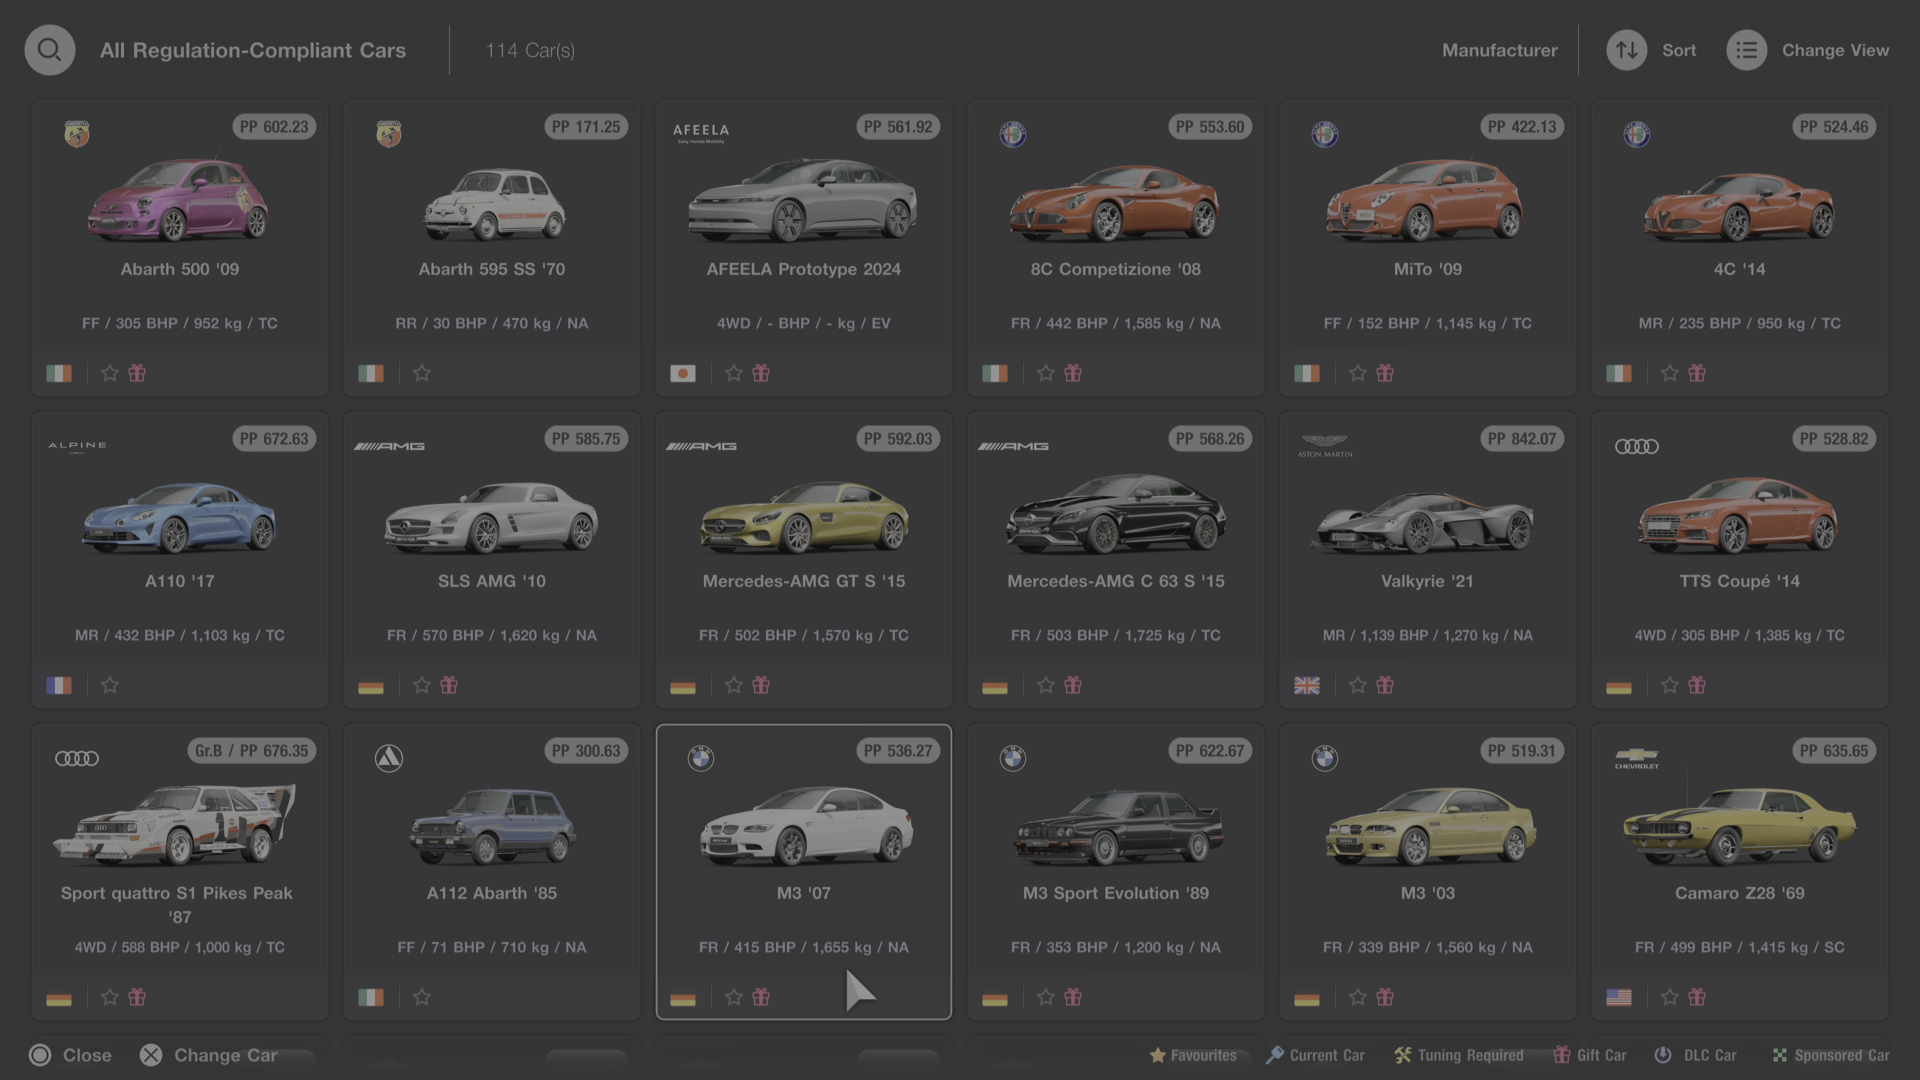 All Regulation-Compliant Cars
114 Car(s)
Manufacturer
Sort
Change View
PP 602.23
Abarth 500 '09
FF / 305 BHP / 952 kg / TC
PP 171.25
Abarth 595 SS '70
RR / 30 BHP / 470 kg / NA
AFEELA
Sony Honda Mobility
PP 561.92
AFEELA Prototype 2024
4WD / - BHP / - kg / EV
PP 553.60
8C Competizione '08
FR / 442 BHP / 1,585 kg / NA
PP 422.13
MiTo '09
FF / 152 BHP / 1,145 kg / TC
PP 524.46
4C '14
MR / 235 BHP / 950 kg / TC
ALPINE
PP 672.63
A110 '17
MR / 432 BHP / 1,103 kg / TC
AMG
PP 585.75
SLS AMG '10
FR / 570 BHP / 1,620 kg / NA
AMG
PP 592.03
Mercedes-AMG GT S '15
FR / 502 BHP / 1,570 kg / TC
AMG
PP 568.26
Mercedes-AMG C 63 S '15
FR / 503 BHP / 1,725 kg / TC
ASTON MARTIN
PP 842.07
Valkyrie '21
MR / 1,139 BHP / 1,270 kg / NA
PP 528.82
TTS Coupé '14
4WD / 305 BHP / 1,385 kg / TC
Gr.B / PP 676.35
Sport quattro S1 Pikes Peak
'87
4WD / 588 BHP / 1,000 kg / TC
PP 300.63
A112 Abarth '85
FF / 71 BHP / 710 kg / NA
PP 536.27
M3 '07
FR / 415 BHP / 1,655 kg / NA
PP 622.67
M3 Sport Evolution '89
FR / 353 BHP / 1,200 kg / NA
PP 519.31
M3 '03
FR / 339 BHP / 1,560 kg / NA
CHEVROLET
PP 635.65
Camaro Z28 '69
FR / 499 BHP / 1,415 kg / SC
Close
Change Car
Favourites
Current Car
Tuning Required
Gift Car
DLC Car
Sponsored Car